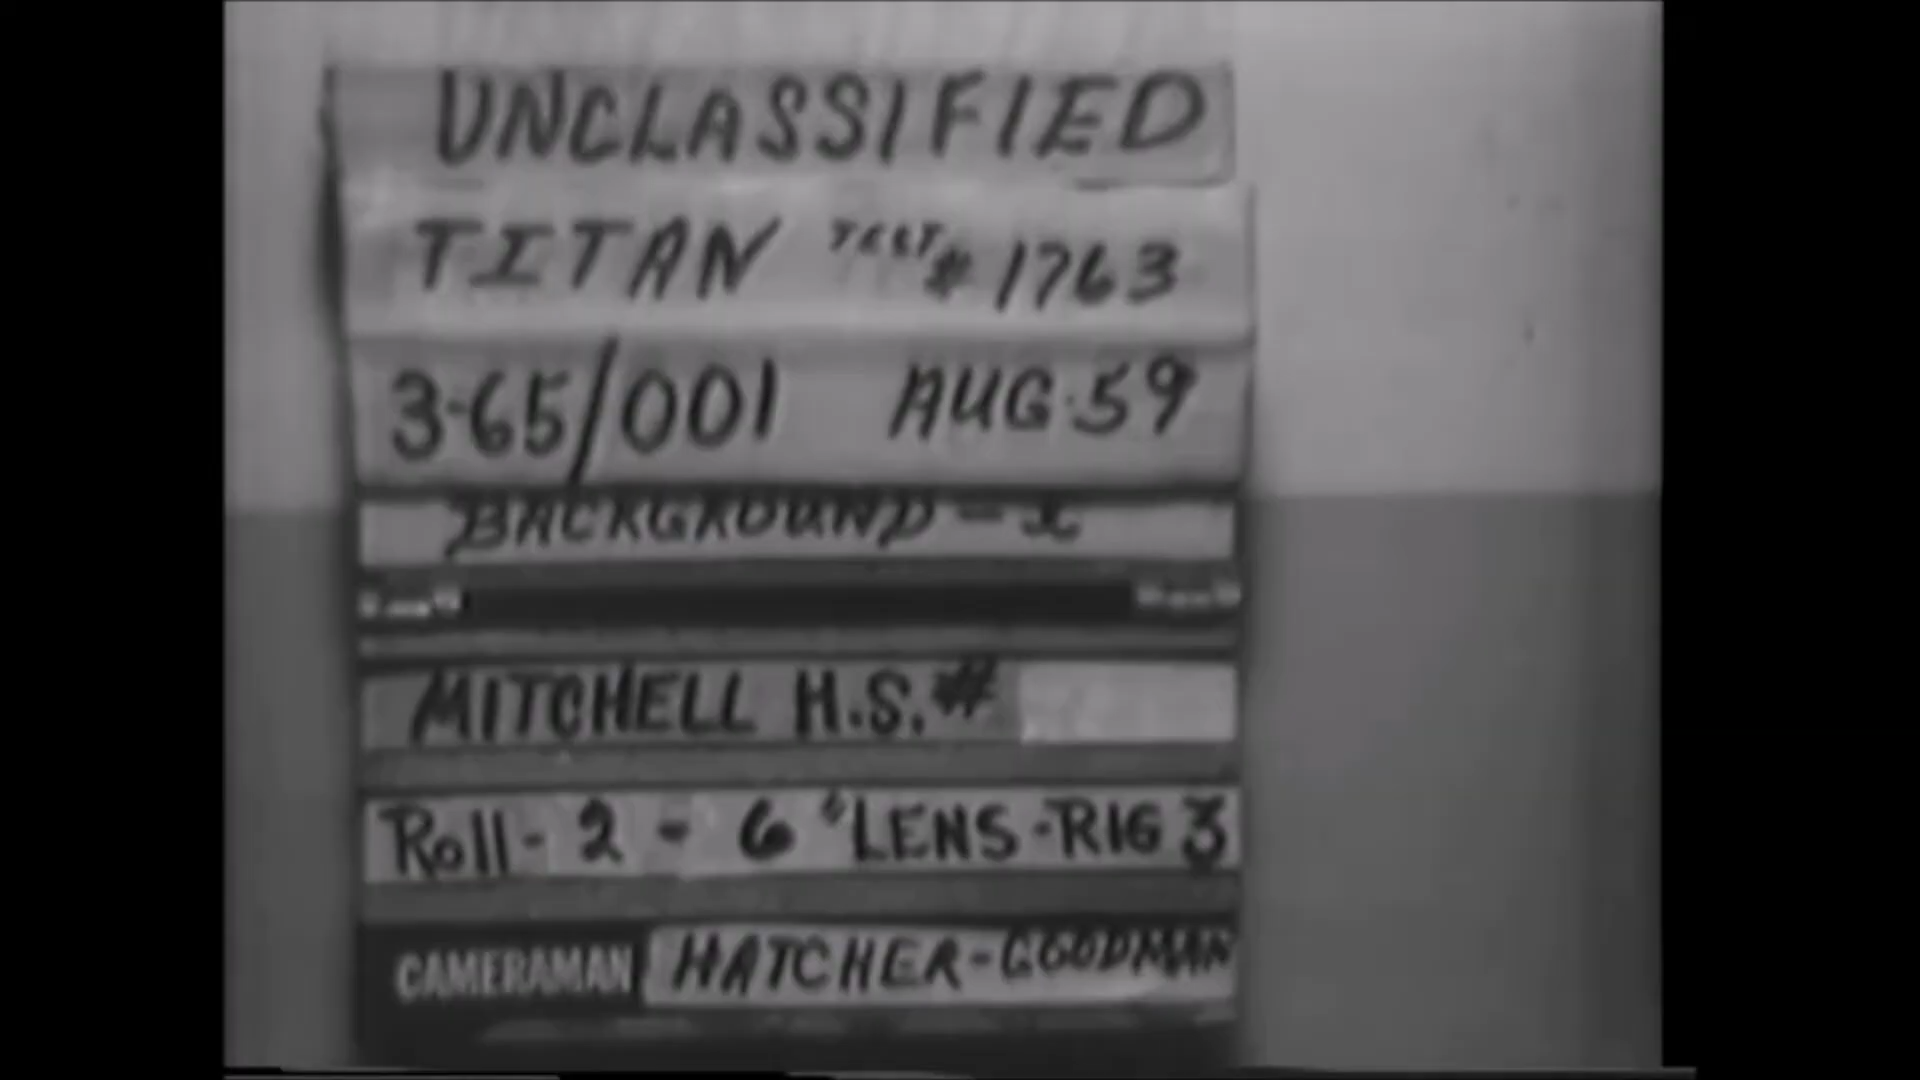 UNCLASSIFIED
TITAN TEST # 1763
3-65/001 AUG-59
BACKGROUND - X
MITCHELL H.S.#
Roll - 2 - 6" LENS-RIG 3
CAMERAMAN HATCHER-GOODMAN